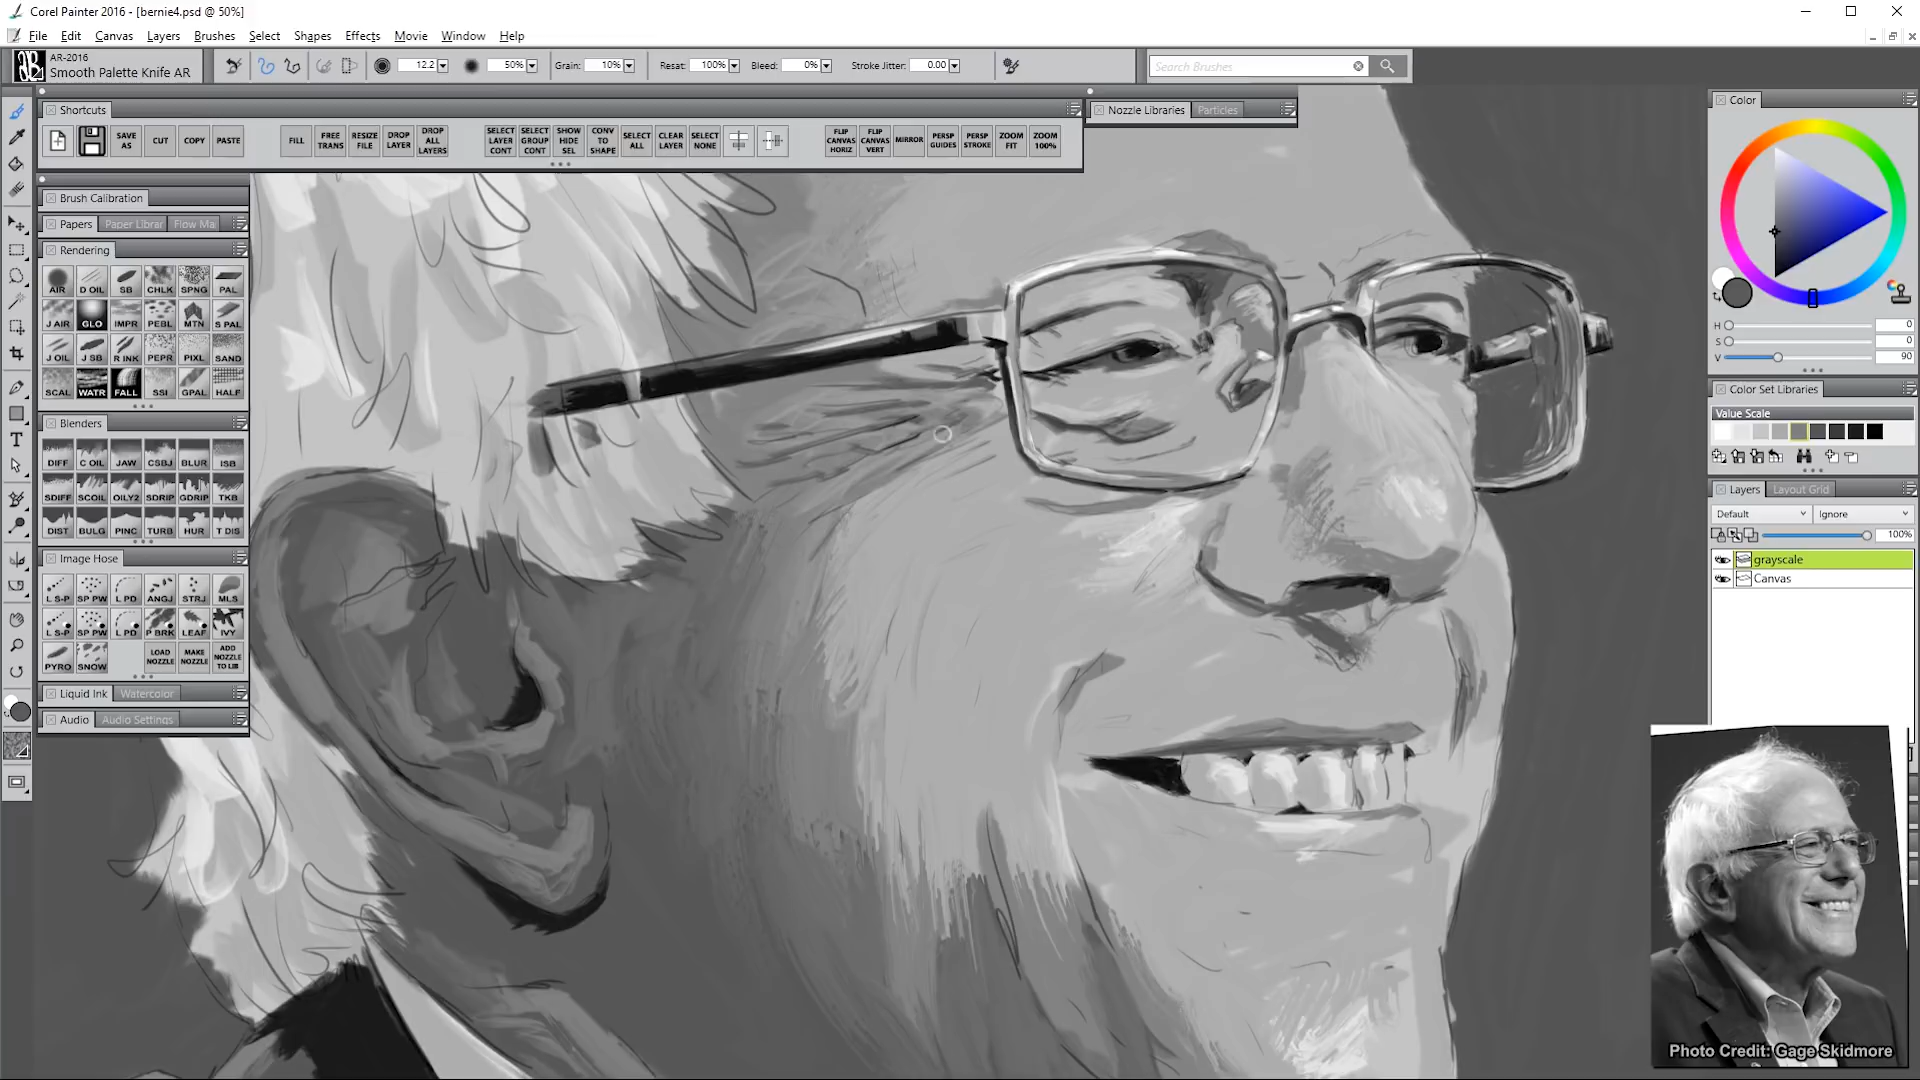 Corel Painter 2016 - [bernie4.psd @ 50%]
File Edit Canvas Layers Brushes Select Shapes Effects Movie Window Help
AR-2016
Smooth Palette Knife AR
12.2 50% Grain: 10% Resat: 100% Bleed: 0% Stroke Jitter: 0.00
Search Brushes
Shortcuts
SAVE AS CUT COPY PASTE FILL FREE TRANS RESIZE FILE DROP LAYER DROP ALL LAYERS SELECT LAYER CONT SELECT GROUP CONT SHOW HIDE SEL CONV TO SHAPE SELECT ALL CLEAR LAYER SELECT NONE FLIP CANVAS HORIZ FLIP CANVAS VERT MIRROR PERSP GUIDES PERSP STROKE ZOOM FIT ZOOM 100%
Nozzle Libraries Particles
Brush Calibration
Papers Paper Librar Flow Ma
Rendering
AIR D OIL SB CHLK SPNG PAL
J AIR GLO IMPR PEBL MTN S PAL
J OIL J SB R INK PEPR PIXL SAND
SCAL WATR FALL SSI GPAL HALF
Blenders
DIFF C OIL JAW CSBJ BLUR ISB
SDIFF SCOIL OILY2 SDRIP GDRIP TKB
DIST BULG PINC TURB HUR T DIS
Image Hose
L S-P SP PW L PD ANGJ STRJ MLS
L S-P SP PW L PD P BRK LEAF IVY
PYRO SNOW LOAD NOZZLE MAKE NOZZLE ADD NOZZLE TO LIB
Liquid Ink Watercolor
Audio Audio Settings
T
Color
H 0
S 0
V 90
Color Set Libraries
Value Scale
Layers Layout Grid
Default Ignore
100%
grayscale
Canvas
Photo Credit: Gage Skidmore